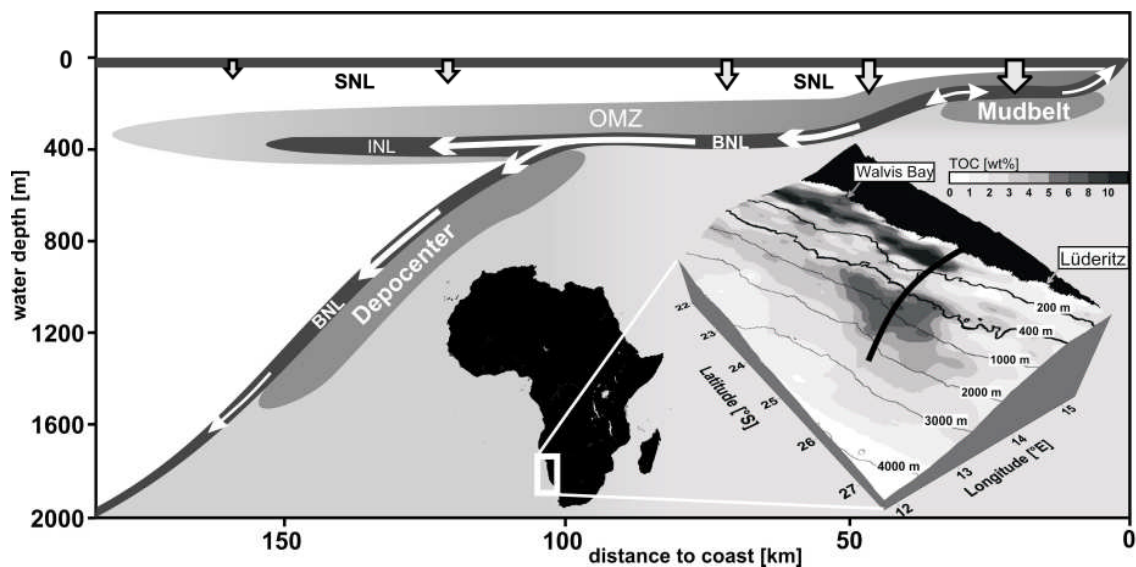 0
400
800
1200
1600
2000
water depth [m]
150
100
50
0
distance to coast [km]
SNL
SNL
OMZ
Mudbelt
INL
BNL
Depocenter
BNL
Walvis Bay
TOC [wt%]
0 1 2 3 4 5 6 8 10
Lüderitz
200 m
400 m
1000 m
2000 m
3000 m
4000 m
22
23
24
25
26
27
Latitude [°S]
12
13
14
15
Longitude [°E]